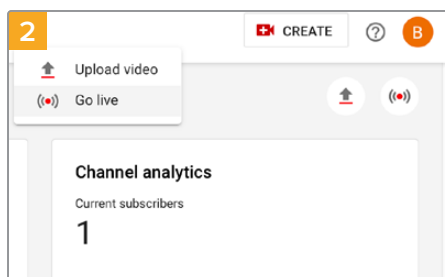 2
CREATE
B
Upload video
Go live
Channel analytics
Current subscribers
1